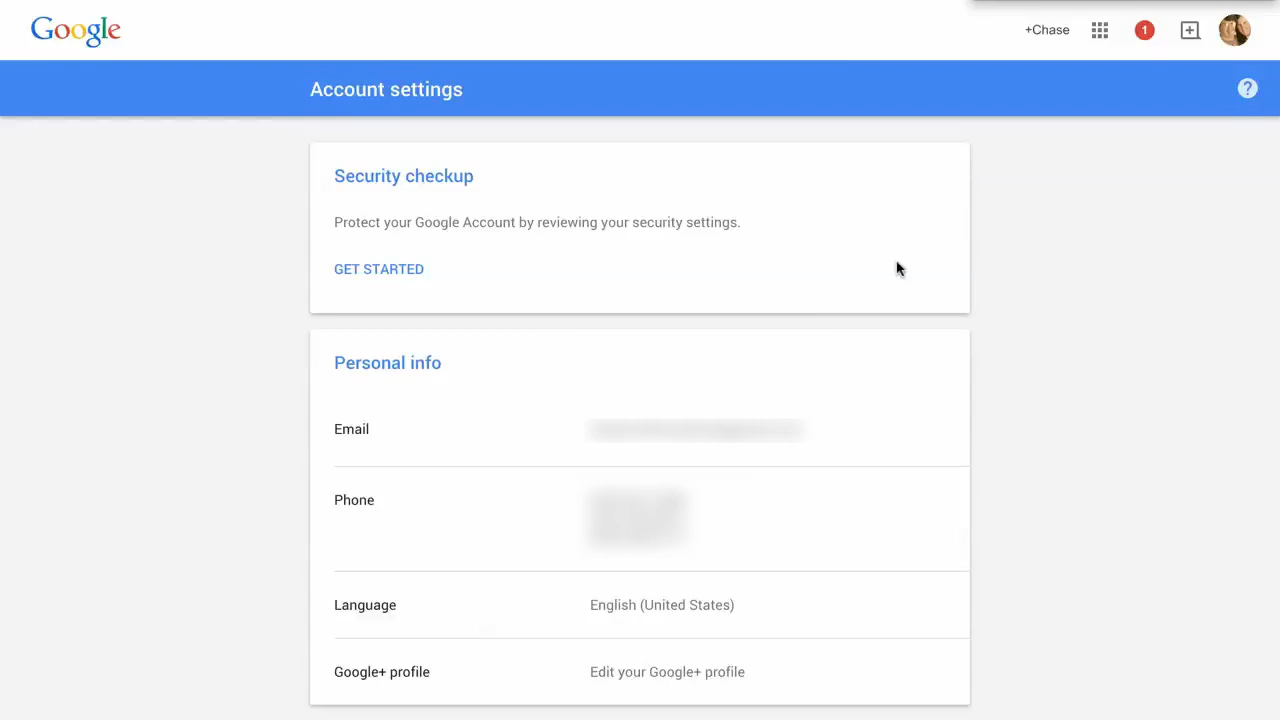 Google
+Chase
1
Account settings
?
Security checkup
Protect your Google Account by reviewing your security settings.
GET STARTED
Personal info
Email
Phone
Language English (United States)
Google+ profile Edit your Google+ profile